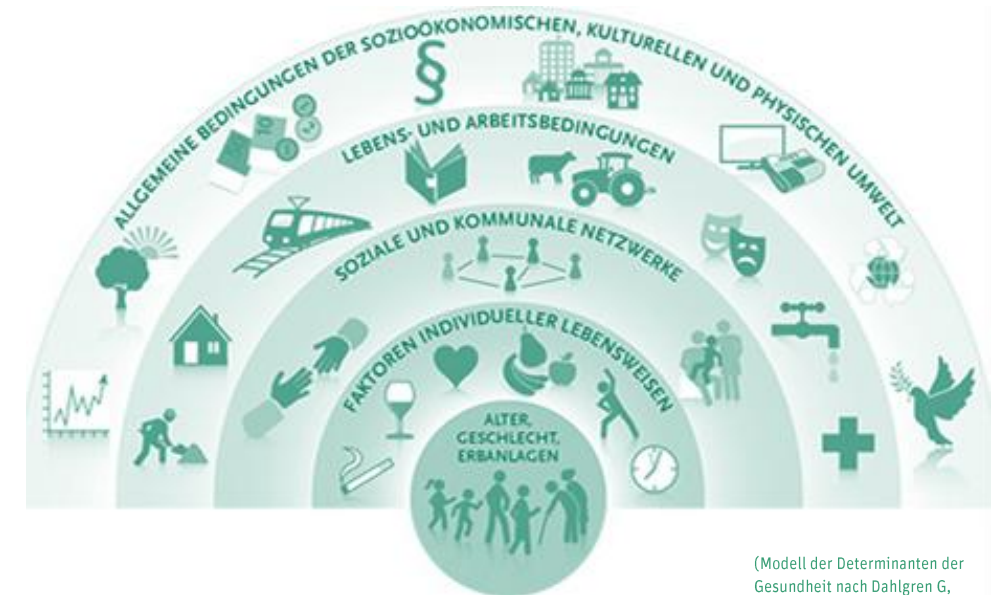 ALLGEMEINE BEDINGUNGEN DER SOZIOÖKONOMISCHEN, KULTURELLEN UND PHYSISCHEN UMWELT
§
LEBENS- UND ARBEITSBEDINGUNGEN
SOZIALE UND KOMMUNALE NETZWERKE
FAKTOREN INDIVIDUELLER LEBENSWEISEN
ALTER,
GESCHLECHT,
ERBANLAGEN
(Modell der Determinanten der
Gesundheit nach Dahlgren G,